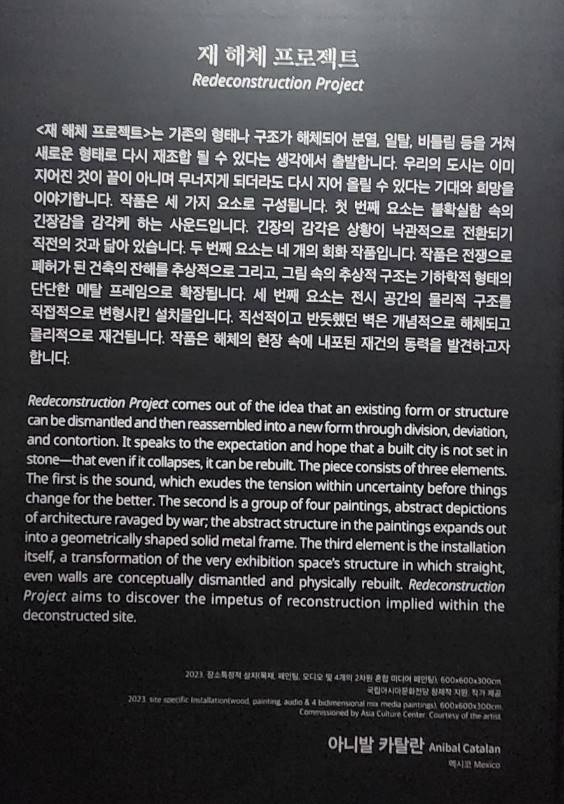 재 해체 프로젝트
Redeconstruction Project
<재 해체 프로젝트>는 기존의 형태나 구조가 해체되어 분열, 일탈, 비틀림 등을 거쳐
새로운 형태로 다시 재조합 될 수 있다는 생각에서 출발합니다. 우리의 도시는 이미
지어진 것이 끝이 아니며 무너지게 되더라도 다시 지어 올릴 수 있다는 기대와 희망을
이야기합니다. 작품은 세 가지 요소로 구성됩니다. 첫 번째 요소는 불확실함 속의
긴장감을 감각케 하는 사운드입니다. 긴장의 감각은 상황이 낙관적으로 전환되기
직전의 것과 닮아 있습니다. 두 번째 요소는 네 개의 회화 작품입니다. 작품은 전쟁으로
폐허가 된 건축의 잔해를 추상적으로 그리고, 그림 속의 추상적 구조는 기하학적 형태의
단단한 메탈 프레임으로 확장됩니다. 세 번째 요소는 전시 공간의 물리적 구조를
직접적으로 변형시킨 설치물입니다. 직선적이고 반듯했던 벽은 개념적으로 해체되고
물리적으로 재건됩니다. 작품은 해체의 현장 속에 내포된 재건의 동력을 발견하고자
합니다.
Redeconstruction Project comes out of the idea that an existing form or structure
can be dismantled and then reassembled into a new form through division, deviation,
and contortion. It speaks to the expectation and hope that a built city is not set in
stone—that even if it collapses, it can be rebuilt. The piece consists of three elements.
The first is the sound, which exudes the tension within uncertainty before things
change for the better. The second is a group of four paintings, abstract depictions
of architecture ravaged by war; the abstract structure in the paintings expands out
into a geometrically shaped solid metal frame. The third element is the installation
itself, a transformation of the very exhibition space's structure in which straight,
even walls are conceptually dismantled and physically rebuilt. Redeconstruction
Project aims to discover the impetus of reconstruction implied within the
deconstructed site.
2023, 장소특정적 설치(목재, 페인팅, 오디오 및 4개의 2차원 혼합 미디어 페인팅), 600x600x300cm,
국립아시아문화전당 창제작 지원, 작가 제공
2023, site specific Installation(wood, painting, audio & 4 bidimensional mix media paintings), 600x600x300cm,
Commissioned by Asia Culture Center, Courtesy of the artist
아니발 카탈란 Anibal Catalan
멕시코 Mexico